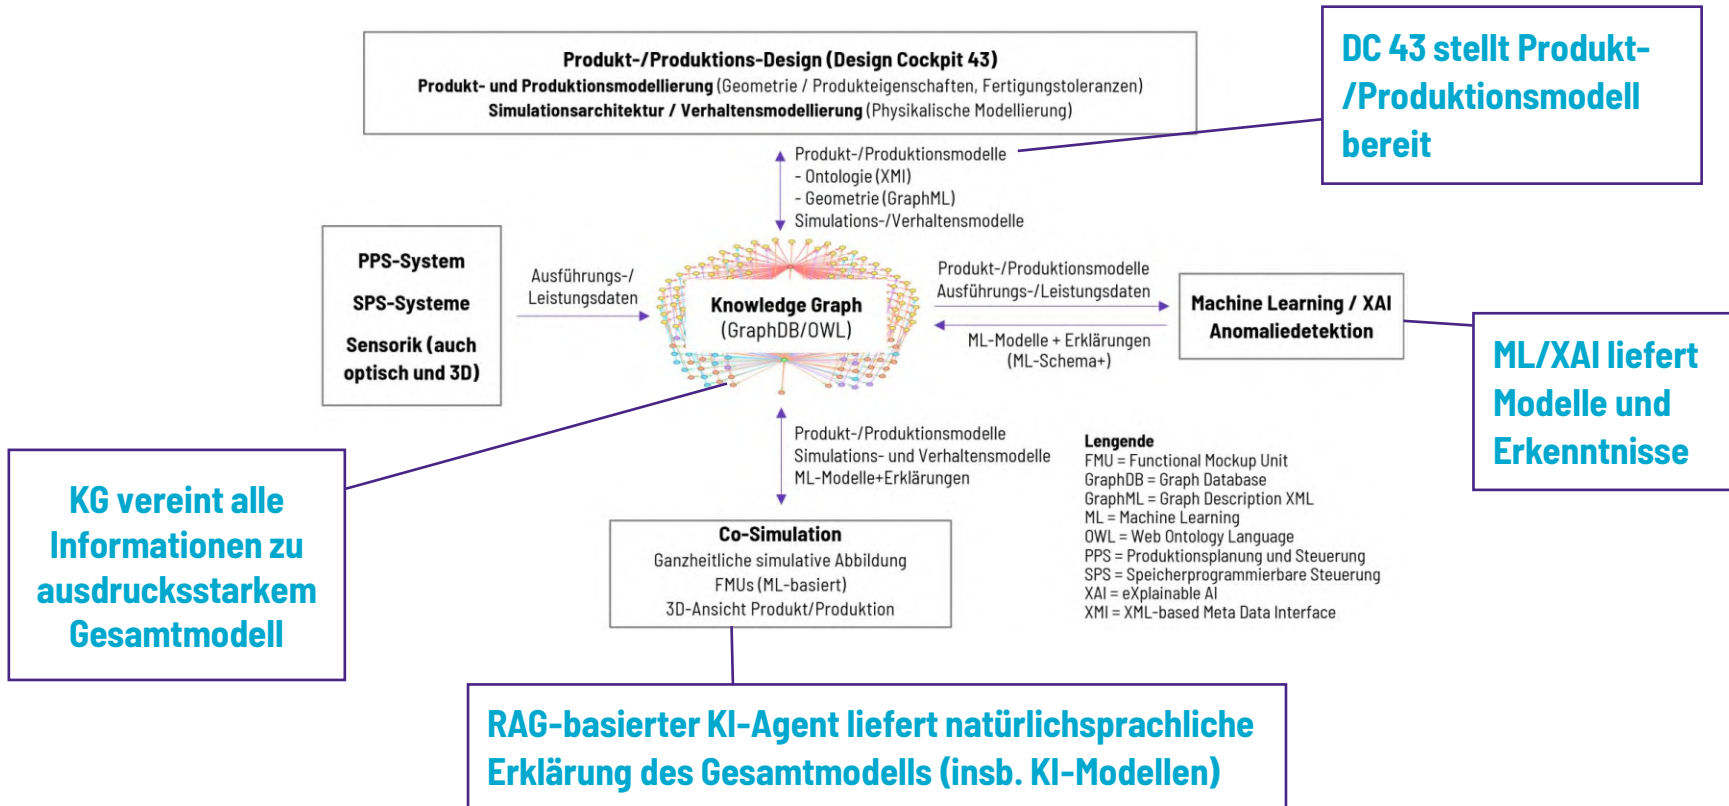 Produkt-/Produktions-Design (Design Cockpit 43)
Produkt- und Produktionsmodellierung (Geometrie / Produkteigenschaften, Fertigungstoleranzen)
Simulationsarchitektur / Verhaltensmodellierung (Physikalische Modellierung)
DC 43 stellt Produkt-
/Produktionsmodell
bereit
Produkt-/Produktionsmodelle
- Ontologie (XMI)
- Geometrie (GraphML)
Simulations-/Verhaltensmodelle
PPS-System
SPS-Systeme
Sensorik (auch
optisch und 3D)
Ausführungs-/
Leistungsdaten
Knowledge Graph
(GraphDB/OWL)
Produkt-/Produktionsmodelle
Ausführungs-/Leistungsdaten
ML-Modelle + Erklärungen
(ML-Schema+)
Machine Learning / XAI
Anomaliedetektion
ML/XAI liefert
Modelle und
Erkenntnisse
KG vereint alle
Informationen zu
ausdrucksstarkem
Gesamtmodell
Produkt-/Produktionsmodelle
Simulations- und Verhaltensmodelle
ML-Modelle+Erklärungen
Lengende
FMU = Functional Mockup Unit
GraphDB = Graph Database
GraphML = Graph Description XML
ML = Machine Learning
OWL = Web Ontology Language
PPS = Produktionsplanung und Steuerung
SPS = Speicherprogrammierbare Steuerung
XAI = eXplainable AI
XMI = XML-based Meta Data Interface
Co-Simulation
Ganzheitliche simulative Abbildung
FMUs (ML-basiert)
3D-Ansicht Produkt/Produktion
RAG-basierter KI-Agent liefert natürlichsprachliche
Erklärung des Gesamtmodells (insb. KI-Modellen)